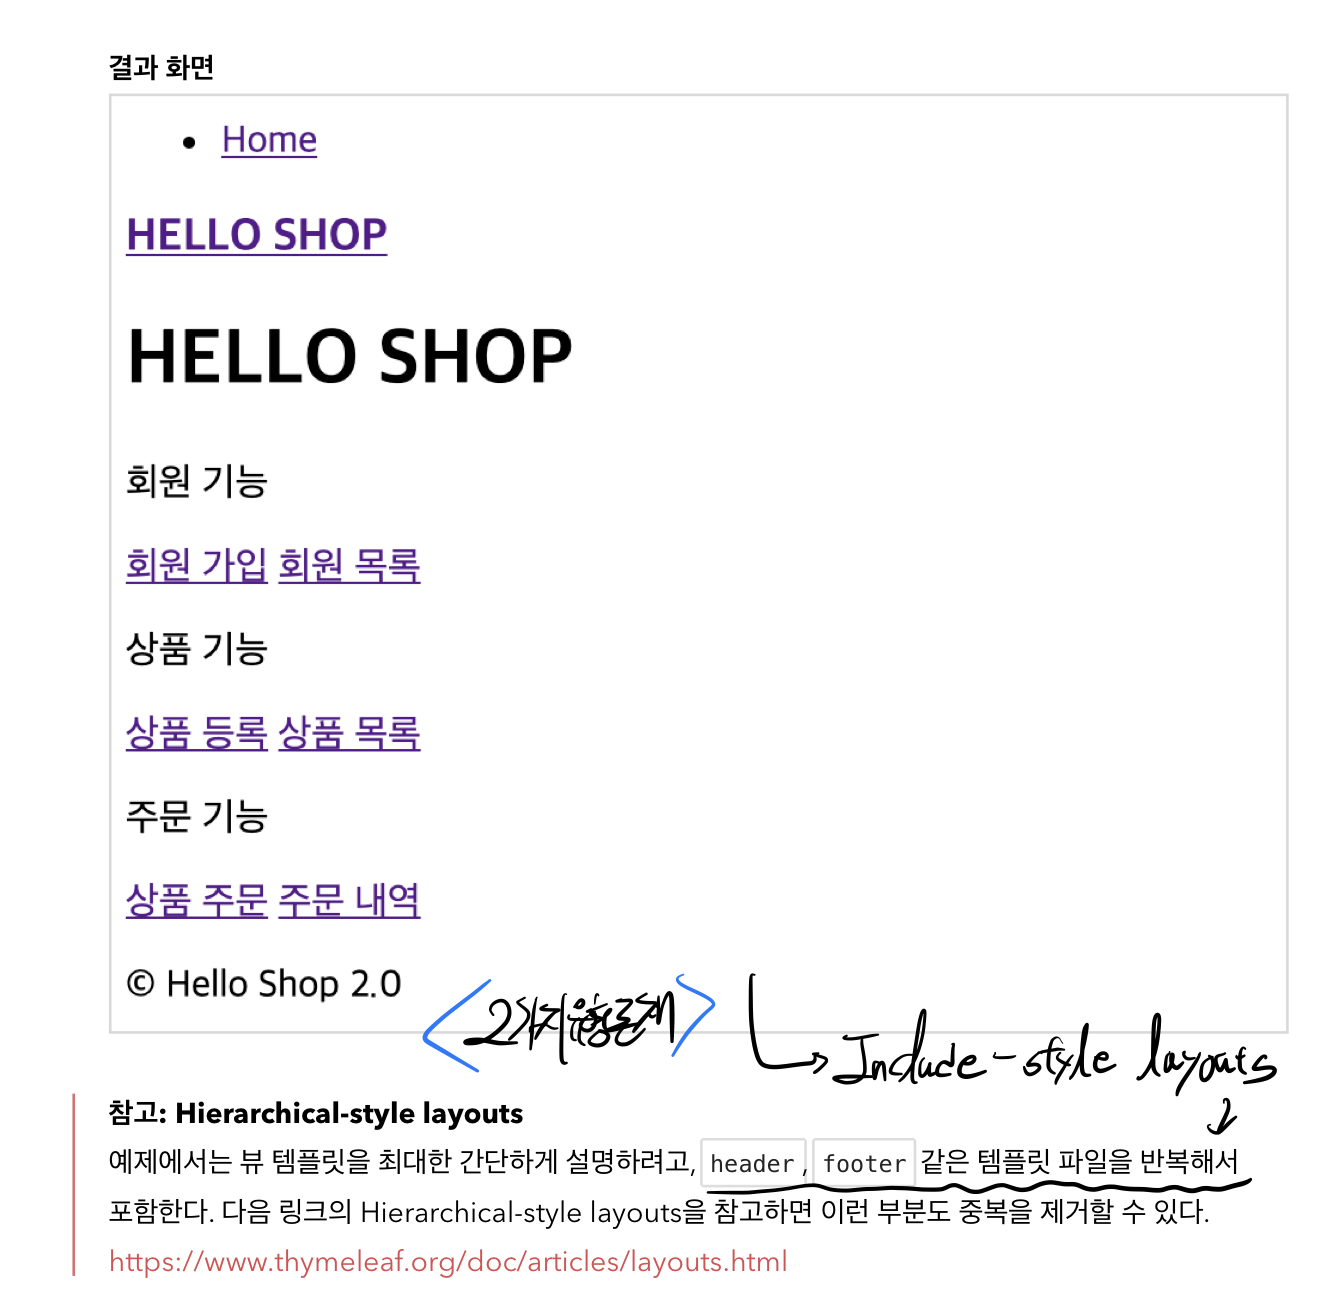 결과 화면
• Home
HELLO SHOP
HELLO SHOP
회원 기능
회원 가입 회원 목록
상품 기능
상품 등록 상품 목록
주문 기능
상품 주문 주문 내역
© Hello Shop 2.0
<2가지 유형 존재>
Include-style layouts
참고: Hierarchical-style layouts
예제에서는 뷰 템플릿을 최대한 간단하게 설명하려고, header, footer 같은 템플릿 파일을 반복해서
포함한다. 다음 링크의 Hierarchical-style layouts을 참고하면 이런 부분도 중복을 제거할 수 있다.
https://www.thymeleaf.org/doc/articles/layouts.html